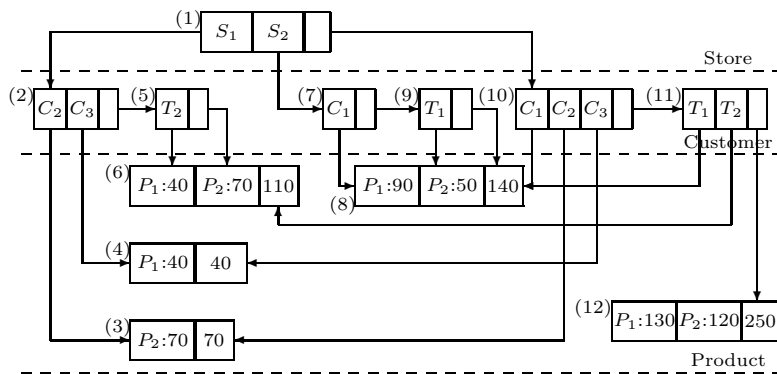 (1) S1 S2
Store
(2) C2 C3 (5) T2 (7) C1 (9) T1 (10) C1 C2 C3 (11) T1 T2
Customer
(6) P1:40 P2:70 110 (8) P1:90 P2:50 140
(4) P1:40 40
(12) P1:130 P2:120 250
(3) P2:70 70
Product